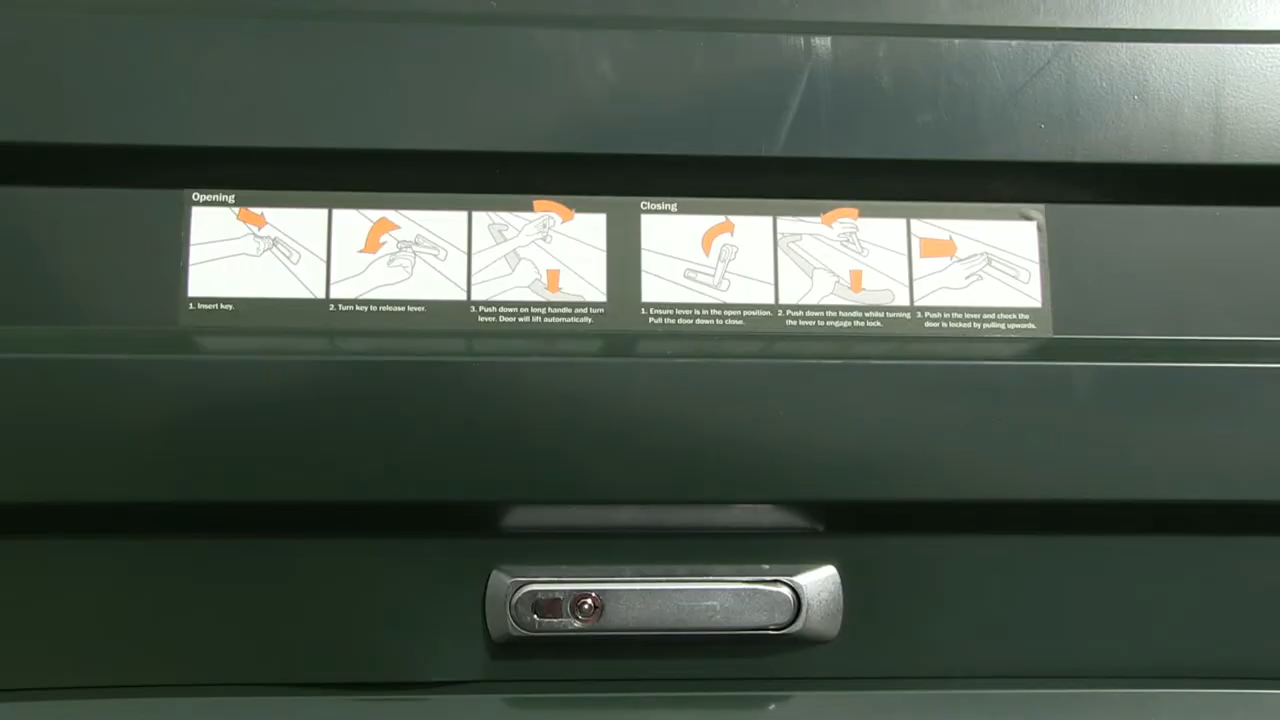 Opening
1. Insert key.
2. Turn key to release lever.
3. Push down on long handle and turn
lever. Door will lift automatically.
Closing
1. Ensure lever is in the open position.
Pull the door down to close.
2. Push down the handle whilst turning
the lever to engage the lock.
3. Push in the lever and check the
door is locked by pulling upwards.